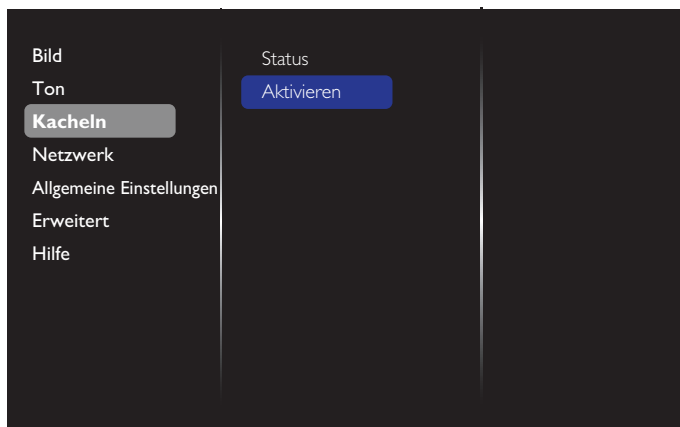 Bild
Ton
Kacheln
Netzwerk
Allgemeine Einstellungen
Erweitert
Hilfe
Status
Aktivieren